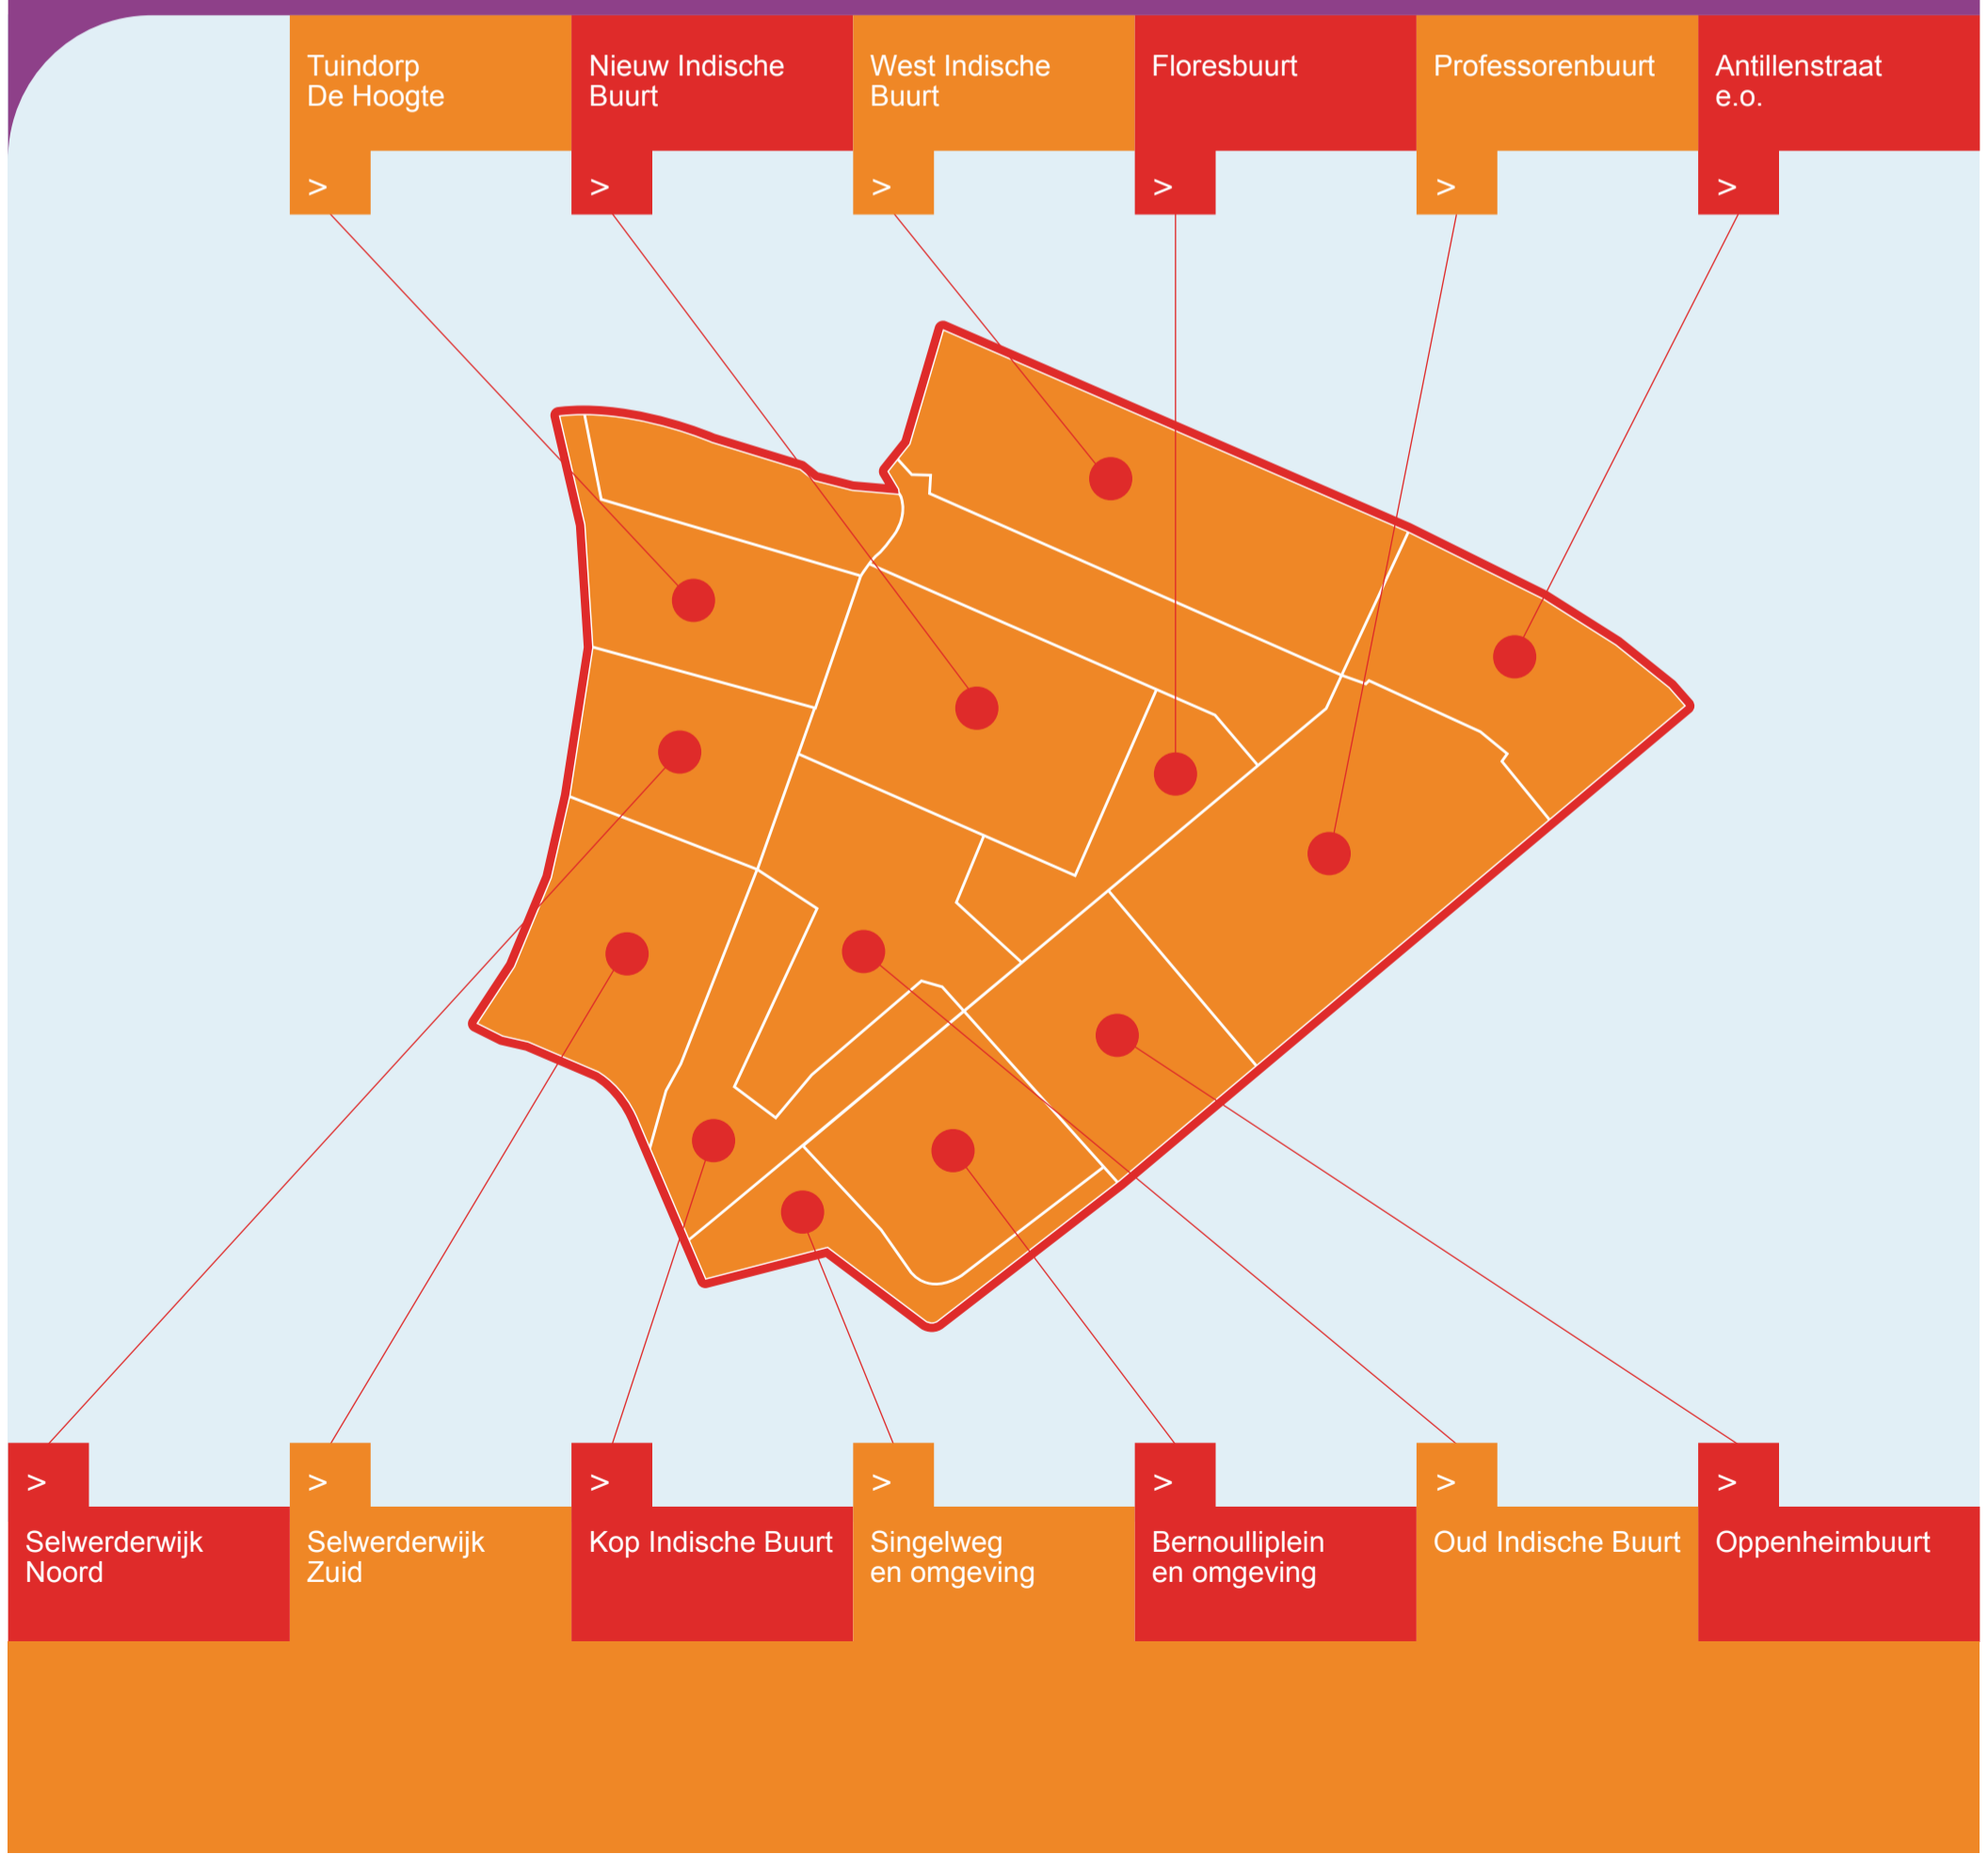 Tuindorp
De Hoogte
>
Nieuw Indische
Buurt
>
West Indische
Buurt
>
Floresbuurt
>
Professorenbuurt
>
Antillenstraat
e.o.
>
>
Selwerderwijk
Noord
>
Selwerderwijk
Zuid
>
Kop Indische Buurt
>
Singelweg
en omgeving
>
Bernoulliplein
en omgeving
>
Oud Indische Buurt
>
Oppenheimbuurt